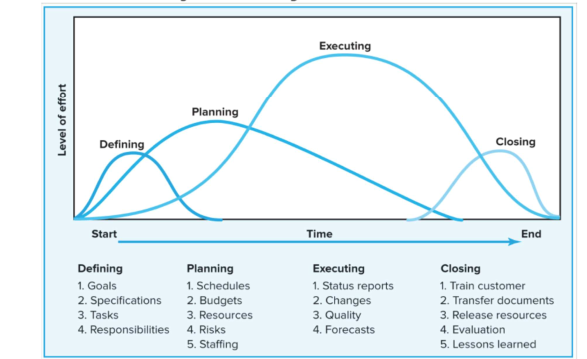 Executing
Planning
Defining
Closing
Level of effort
Start
Time
End
Defining
1. Goals
2. Specifications
3. Tasks
4. Responsibilities
Planning
1. Schedules
2. Budgets
3. Resources
4. Risks
5. Staffing
Executing
1. Status reports
2. Changes
3. Quality
4. Forecasts
Closing
1. Train customer
2. Transfer documents
3. Release resources
4. Evaluation
5. Lessons learned